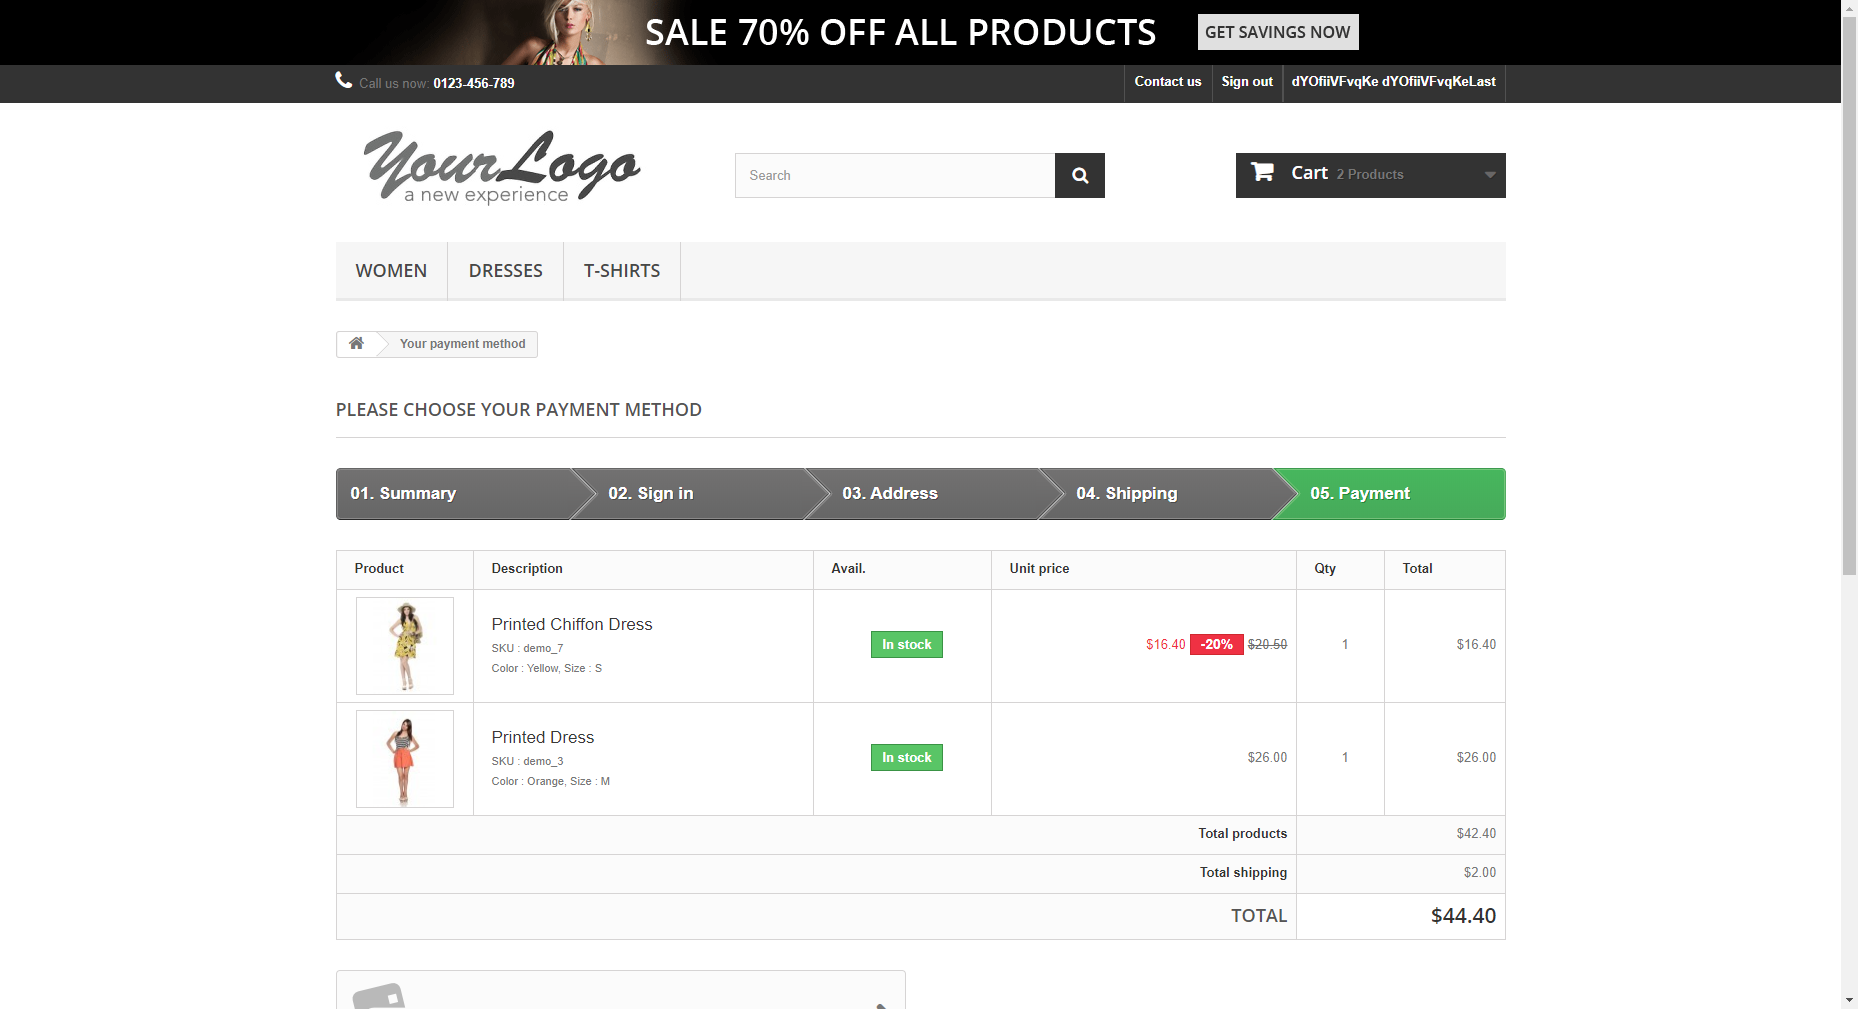 SALE 70% OFF ALL PRODUCTS GET SAVINGS NOW
Call us now: 0123-456-789 Contact us Sign out dYOfiiVFvqKe dYOfiiVFvqKeLast
YourLogo
a new experience
Search
Cart 2 Products
WOMEN DRESSES T-SHIRTS
Your payment method
PLEASE CHOOSE YOUR PAYMENT METHOD
01. Summary 02. Sign in 03. Address 04. Shipping 05. Payment
Product Description Avail. Unit price Qty Total
Printed Chiffon Dress
SKU : demo_7
Color : Yellow, Size : S
In stock $16.40 -20% $20.50 1 $16.40
Printed Dress
SKU : demo_3
Color : Orange, Size : M
In stock $26.00 1 $26.00
Total products $42.40
Total shipping $2.00
TOTAL $44.40